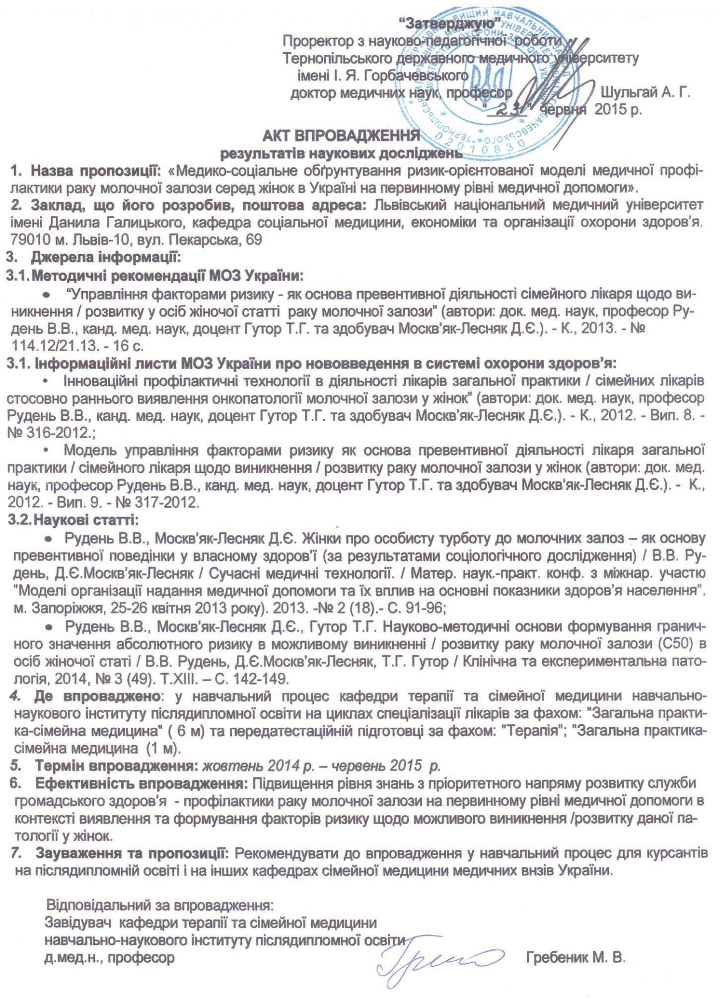 “Затверджую”
Проректор з науково-педагогічної роботи
Тернопільського державного медичного університету
імені І. Я. Горбачевського
доктор медичних наук, професор Шульгай А. Г.
“ 23 ” червня 2015 р.
02010830
АКТ ВПРОВАДЖЕННЯ
результатів наукових досліджень
1. Назва пропозиції: «Медико-соціальне обґрунтування ризик-орієнтованої моделі медичної профі-
лактики раку молочної залози серед жінок в Україні на первинному рівні медичної допомоги».
2. Заклад, що його розробив, поштова адреса: Львівський національний медичний університет
імені Данила Галицького, кафедра соціальної медицини, економіки та організації охорони здоров’я.
79010 м. Львів-10, вул. Пекарська, 69
3. Джерела інформації:
3.1. Методичні рекомендації МОЗ України:
• “Управління факторами ризику - як основа превентивної діяльності сімейного лікаря щодо ви-
никнення / розвитку у осіб жіночої статті раку молочної залози” (автори: док. мед. наук, професор Ру-
день В.В., канд. мед. наук, доцент Гутор Т.Г. та здобувач Москв’як-Лесняк Д.Є.). - К., 2013. - №
114.12/21.13. - 16 с.
3.1. Інформаційні листи МОЗ України про нововведення в системі охорони здоров’я:
• Інноваційні профілактичні технології в діяльності лікарів загальної практики / сімейних лікарів
стосовно раннього виявлення онкопатології молочної залози у жінок” (автори: док. мед. наук, професор
Рудень В.В., канд. мед. наук, доцент Гутор Т.Г. та здобувач Москв’як-Лесняк Д.Є.). - К., 2012. - Вип. 8. -
№ 316-2012.;
• Модель управління факторами ризику як основа превентивної діяльності лікаря загальної
практики / сімейного лікаря щодо виникнення / розвитку раку молочної залози у жінок (автори: док. мед.
наук, професор Рудень В.В., канд. мед. наук, доцент Гутор Т.Г. та здобувач Москв’як-Лесняк Д.Є.). - К.,
2012. - Вип. 9. - № 317-2012.
3.2. Наукові статті:
• Рудень В.В., Москв’як-Лесняк Д.Є. Жінки про особисту турботу до молочних залоз – як основу
превентивної поведінки у власному здоров’ї (за результатами соціологічного дослідження) / В.В. Ру-
день, Д.Є.Москв’як-Лесняк / Сучасні медичні технології. / Матер. наук.-практ. конф. з міжнар. участю
"Моделі організації надання медичної допомоги та їх вплив на основні показники здоров’я населення",
м. Запоріжжя, 25-26 квітня 2013 року). 2013. -№ 2 (18).- С. 91-96;
• Рудень В.В., Москв’як-Лесняк Д.Є., Гутор Т.Г. Науково-методичні основи формування гранич-
ного значення абсолютного ризику в можливому виникненні / розвитку раку молочної залози (С50) в
осіб жіночої статі / В.В. Рудень, Д.Є.Москв’як-Лесняк, Т.Г. Гутор / Клінічна та експериментальна пато-
логія, 2014, № 3 (49). Т.XIII. – С. 142-149.
4. Де впроваджено: у навчальний процес кафедри терапії та сімейної медицини навчально-
наукового інституту післядипломної освіти на циклах спеціалізації лікарів за фахом: "Загальна практи-
ка-сімейна медицина" ( 6 м) та передатестаційній підготовці за фахом: "Терапія"; "Загальна практика-
сімейна медицина (1 м).
5. Термін впровадження: жовтень 2014 р. – червень 2015 р.
6. Ефективність впровадження: Підвищення рівня знань з пріоритетного напряму розвитку служби
громадського здоров’я - профілактики раку молочної залози на первинному рівні медичної допомоги в
контексті виявлення та формування факторів ризику щодо можливого виникнення /розвитку даної па-
тології у жінок.
7. Зауваження та пропозиції: Рекомендувати до впровадження у навчальний процес для курсантів
на післядипломній освіті і на інших кафедрах сімейної медицини медичних внзів України.
Відповідальний за впровадження:
Завідувач кафедри терапії та сімейної медицини
навчально-наукового інституту післядипломної освіти
д.мед.н., професор Гребеник М. В.